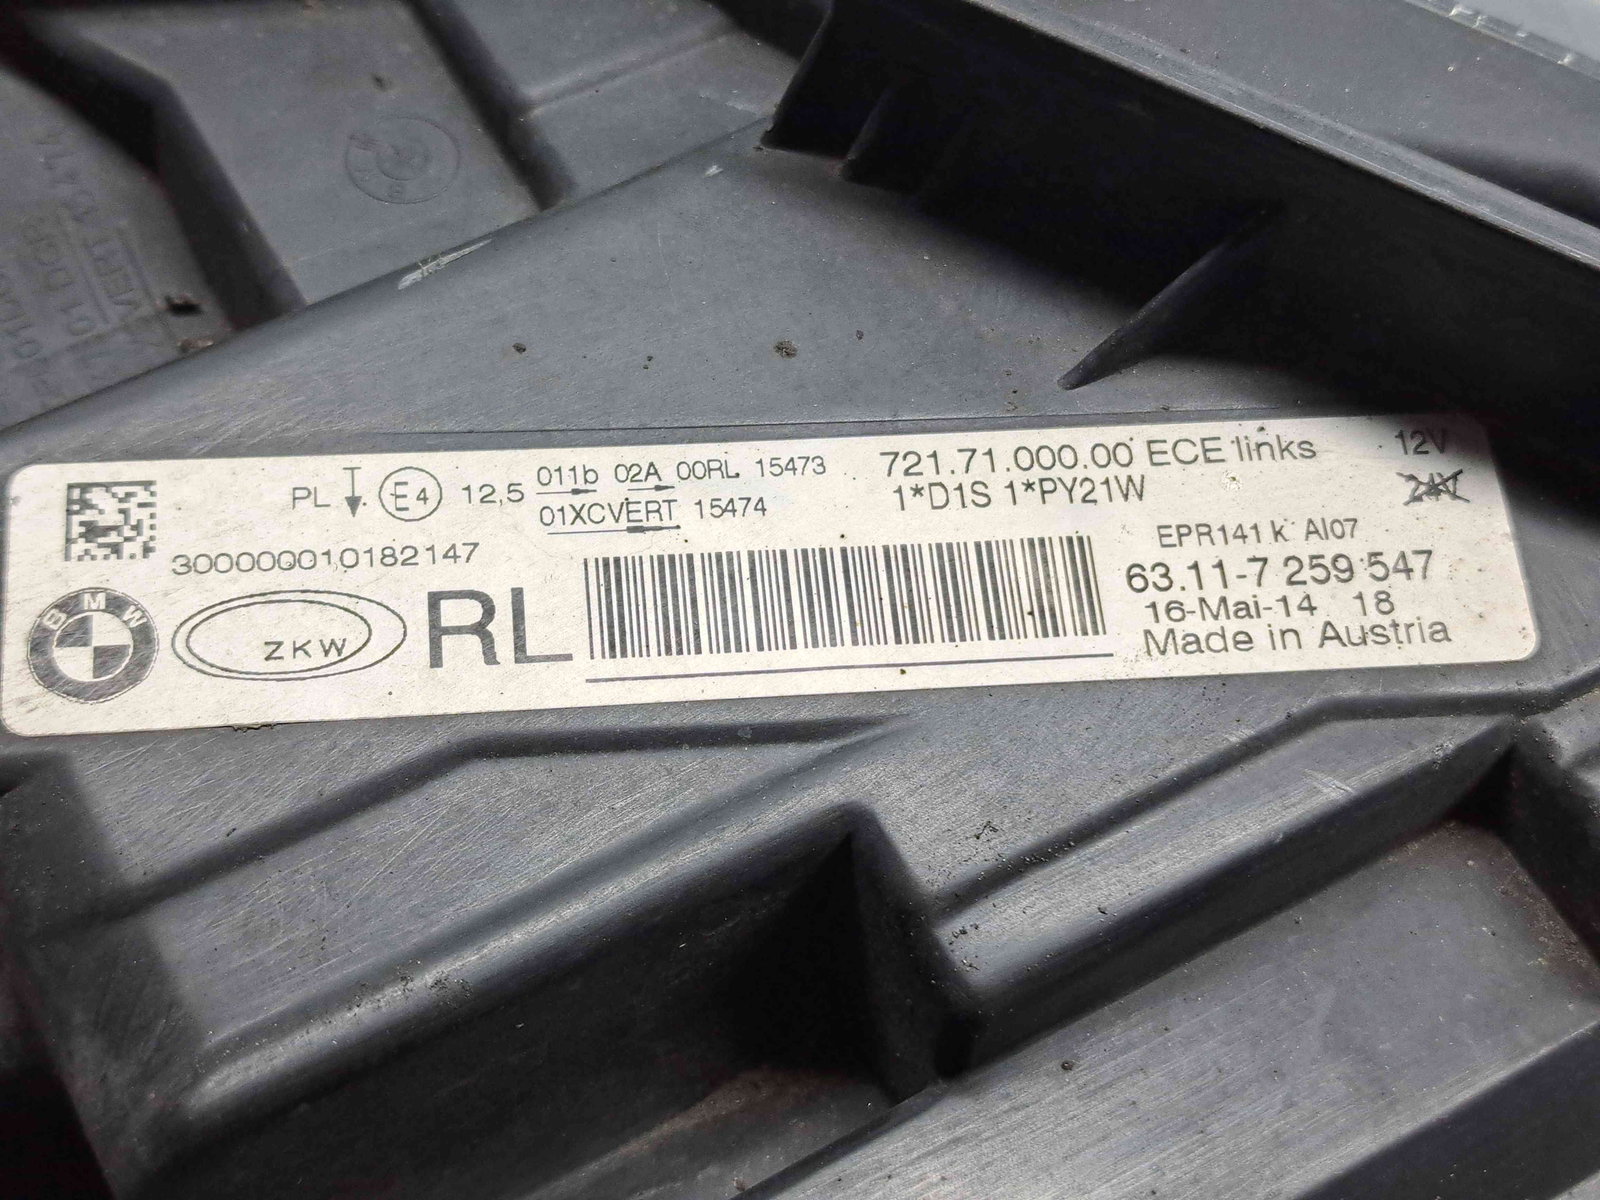 PL E4 12,5 011b 02A 00RL 15473
01XCVERT 15474
721.71.000.00 ECE links 12V
1*D1S 1*PY21W 24V
300000010182147
EPR141 k AI07
63.11-7 259 547
BMW ZKW RL
16-Mai-14 18
Made in Austria